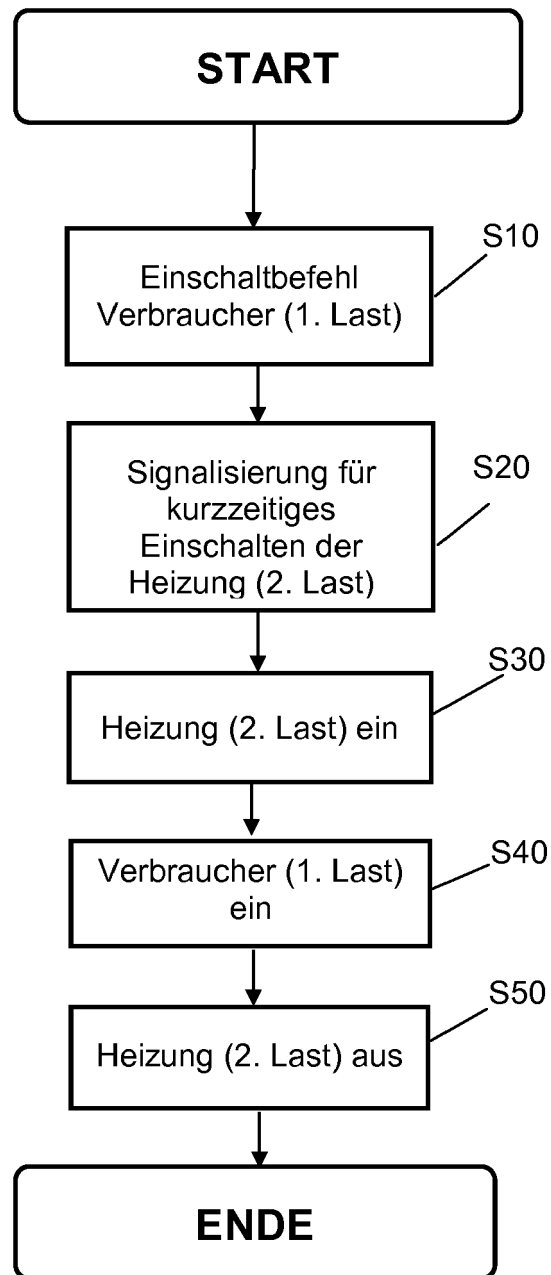 START
S10
Einschaltbefehl
Verbraucher (1. Last)
S20
Signalisierung für
kurzzeitiges
Einschalten der
Heizung (2. Last)
S30
Heizung (2. Last) ein
S40
Verbraucher (1. Last)
ein
S50
Heizung (2. Last) aus
ENDE